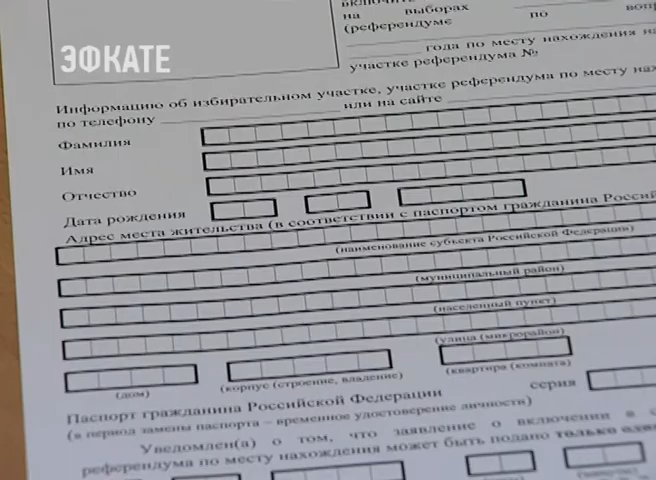 включить
на выборах
(референдуме по
года по месту нахождения на
участке референдума №
ЭФКАТЕ
Информацию об избирательном участке, участке референдума по месту нах
по телефону или на сайте
Фамилия
Имя
Отчество
Дата рождения
Адрес места жительства (в соответствии с паспортом гражданина Россий
(наименование субъекта Российской Федерации)
(муниципальный район)
(населенный пункт)
(улица (микрорайон)
(дом) (корпус (строение, владение) (квартира (комната)
Паспорт гражданина Российской Федерации серия
(в период замены паспорта – временное удостоверение личности)
Уведомлен(а) о том, что заявление о включении в с
референдума по месту нахождения может быть подано только